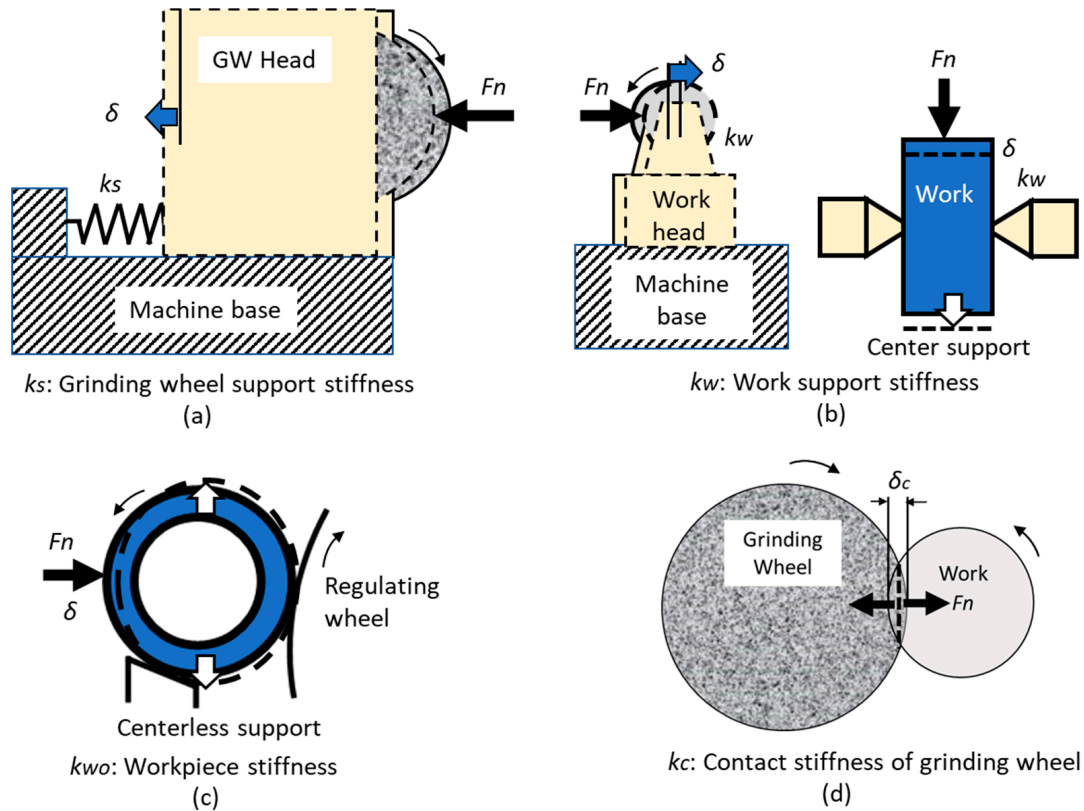 GW Head
Fn
δ
ks
Machine base
ks: Grinding wheel support stiffness
(a)
δ
Fn
kw
Work
head
Machine
base
Fn
δ
kw
Work
Center support
kw: Work support stiffness
(b)
Fn
δ
Regulating
wheel
Centerless support
kwo: Workpiece stiffness
(c)
δc
Grinding
Wheel
Work
Fn
kc: Contact stiffness of grinding wheel
(d)